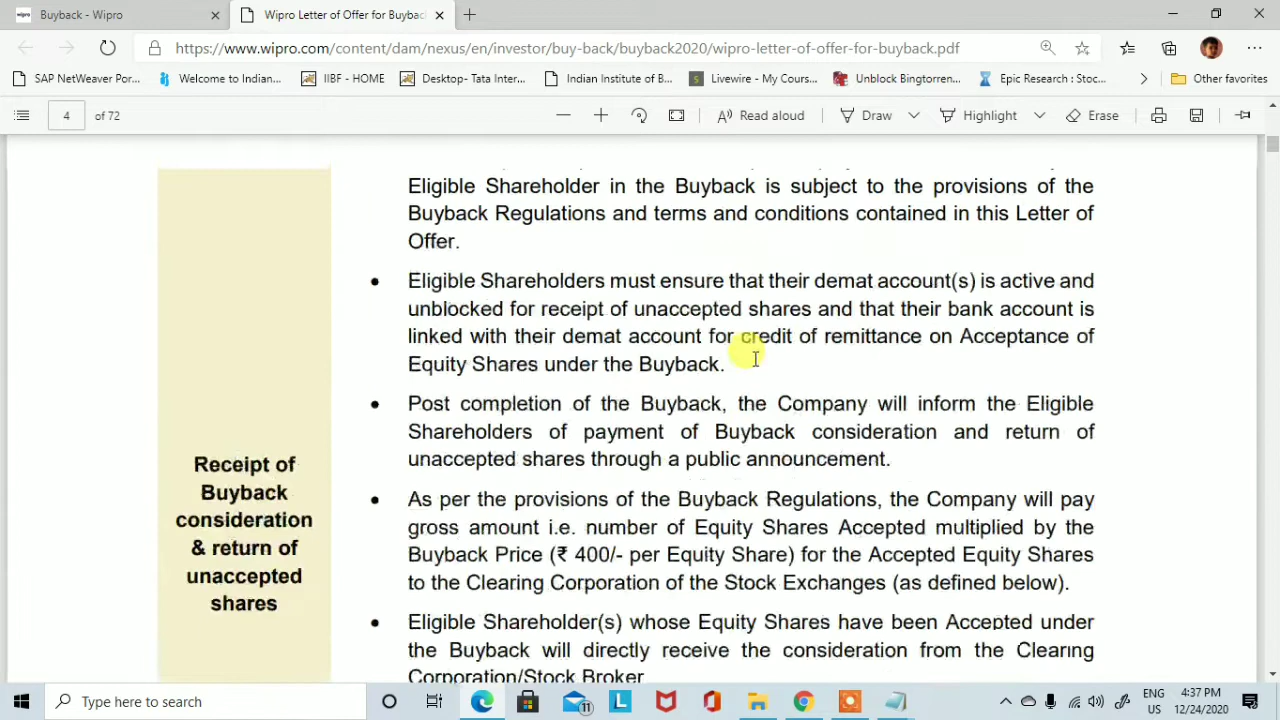 Buyback - Wipro
Wipro Letter of Offer for Buybac
https://www.wipro.com/content/dam/nexus/en/investor/buy-back/buyback2020/wipro-letter-of-offer-for-buyback.pdf
SAP NetWeaver Por...
Welcome to Indian...
IIBF - HOME
Desktop- Tata Inter...
Indian Institute of B...
Livewire - My Cours...
Unblock Bingtorren...
Epic Research : Stoc...
Other favorites
4 of 72
Read aloud
Draw
Highlight
Erase
Eligible Shareholder in the Buyback is subject to the provisions of the
Buyback Regulations and terms and conditions contained in this Letter of
Offer.
• Eligible Shareholders must ensure that their demat account(s) is active and
unblocked for receipt of unaccepted shares and that their bank account is
linked with their demat account for credit of remittance on Acceptance of
Equity Shares under the Buyback.
• Post completion of the Buyback, the Company will inform the Eligible
Shareholders of payment of Buyback consideration and return of
unaccepted shares through a public announcement.
Receipt of
Buyback
consideration
& return of
unaccepted
shares
• As per the provisions of the Buyback Regulations, the Company will pay
gross amount i.e. number of Equity Shares Accepted multiplied by the
Buyback Price (₹ 400/- per Equity Share) for the Accepted Equity Shares
to the Clearing Corporation of the Stock Exchanges (as defined below).
• Eligible Shareholder(s) whose Equity Shares have been Accepted under
the Buyback will directly receive the consideration from the Clearing
Corporation/Stock Broker
Type here to search
11
ENG
US
4:37 PM
12/24/2020